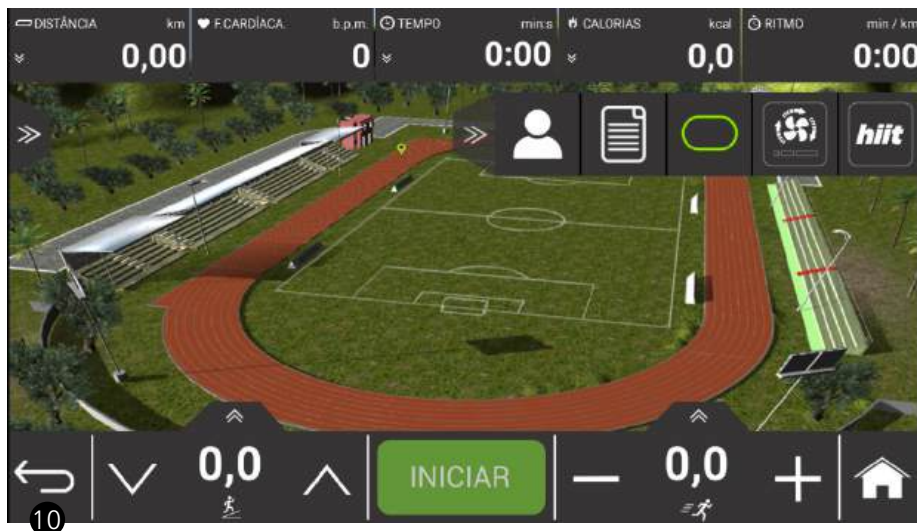 DISTÂNCIA km F.CARDÍACA. b.p.m. TEMPO min:s CALORIAS kcal RITMO min / km
0,00 0 0:00 0,0 0:00
hiit
0,0 INICIAR 0,0
10